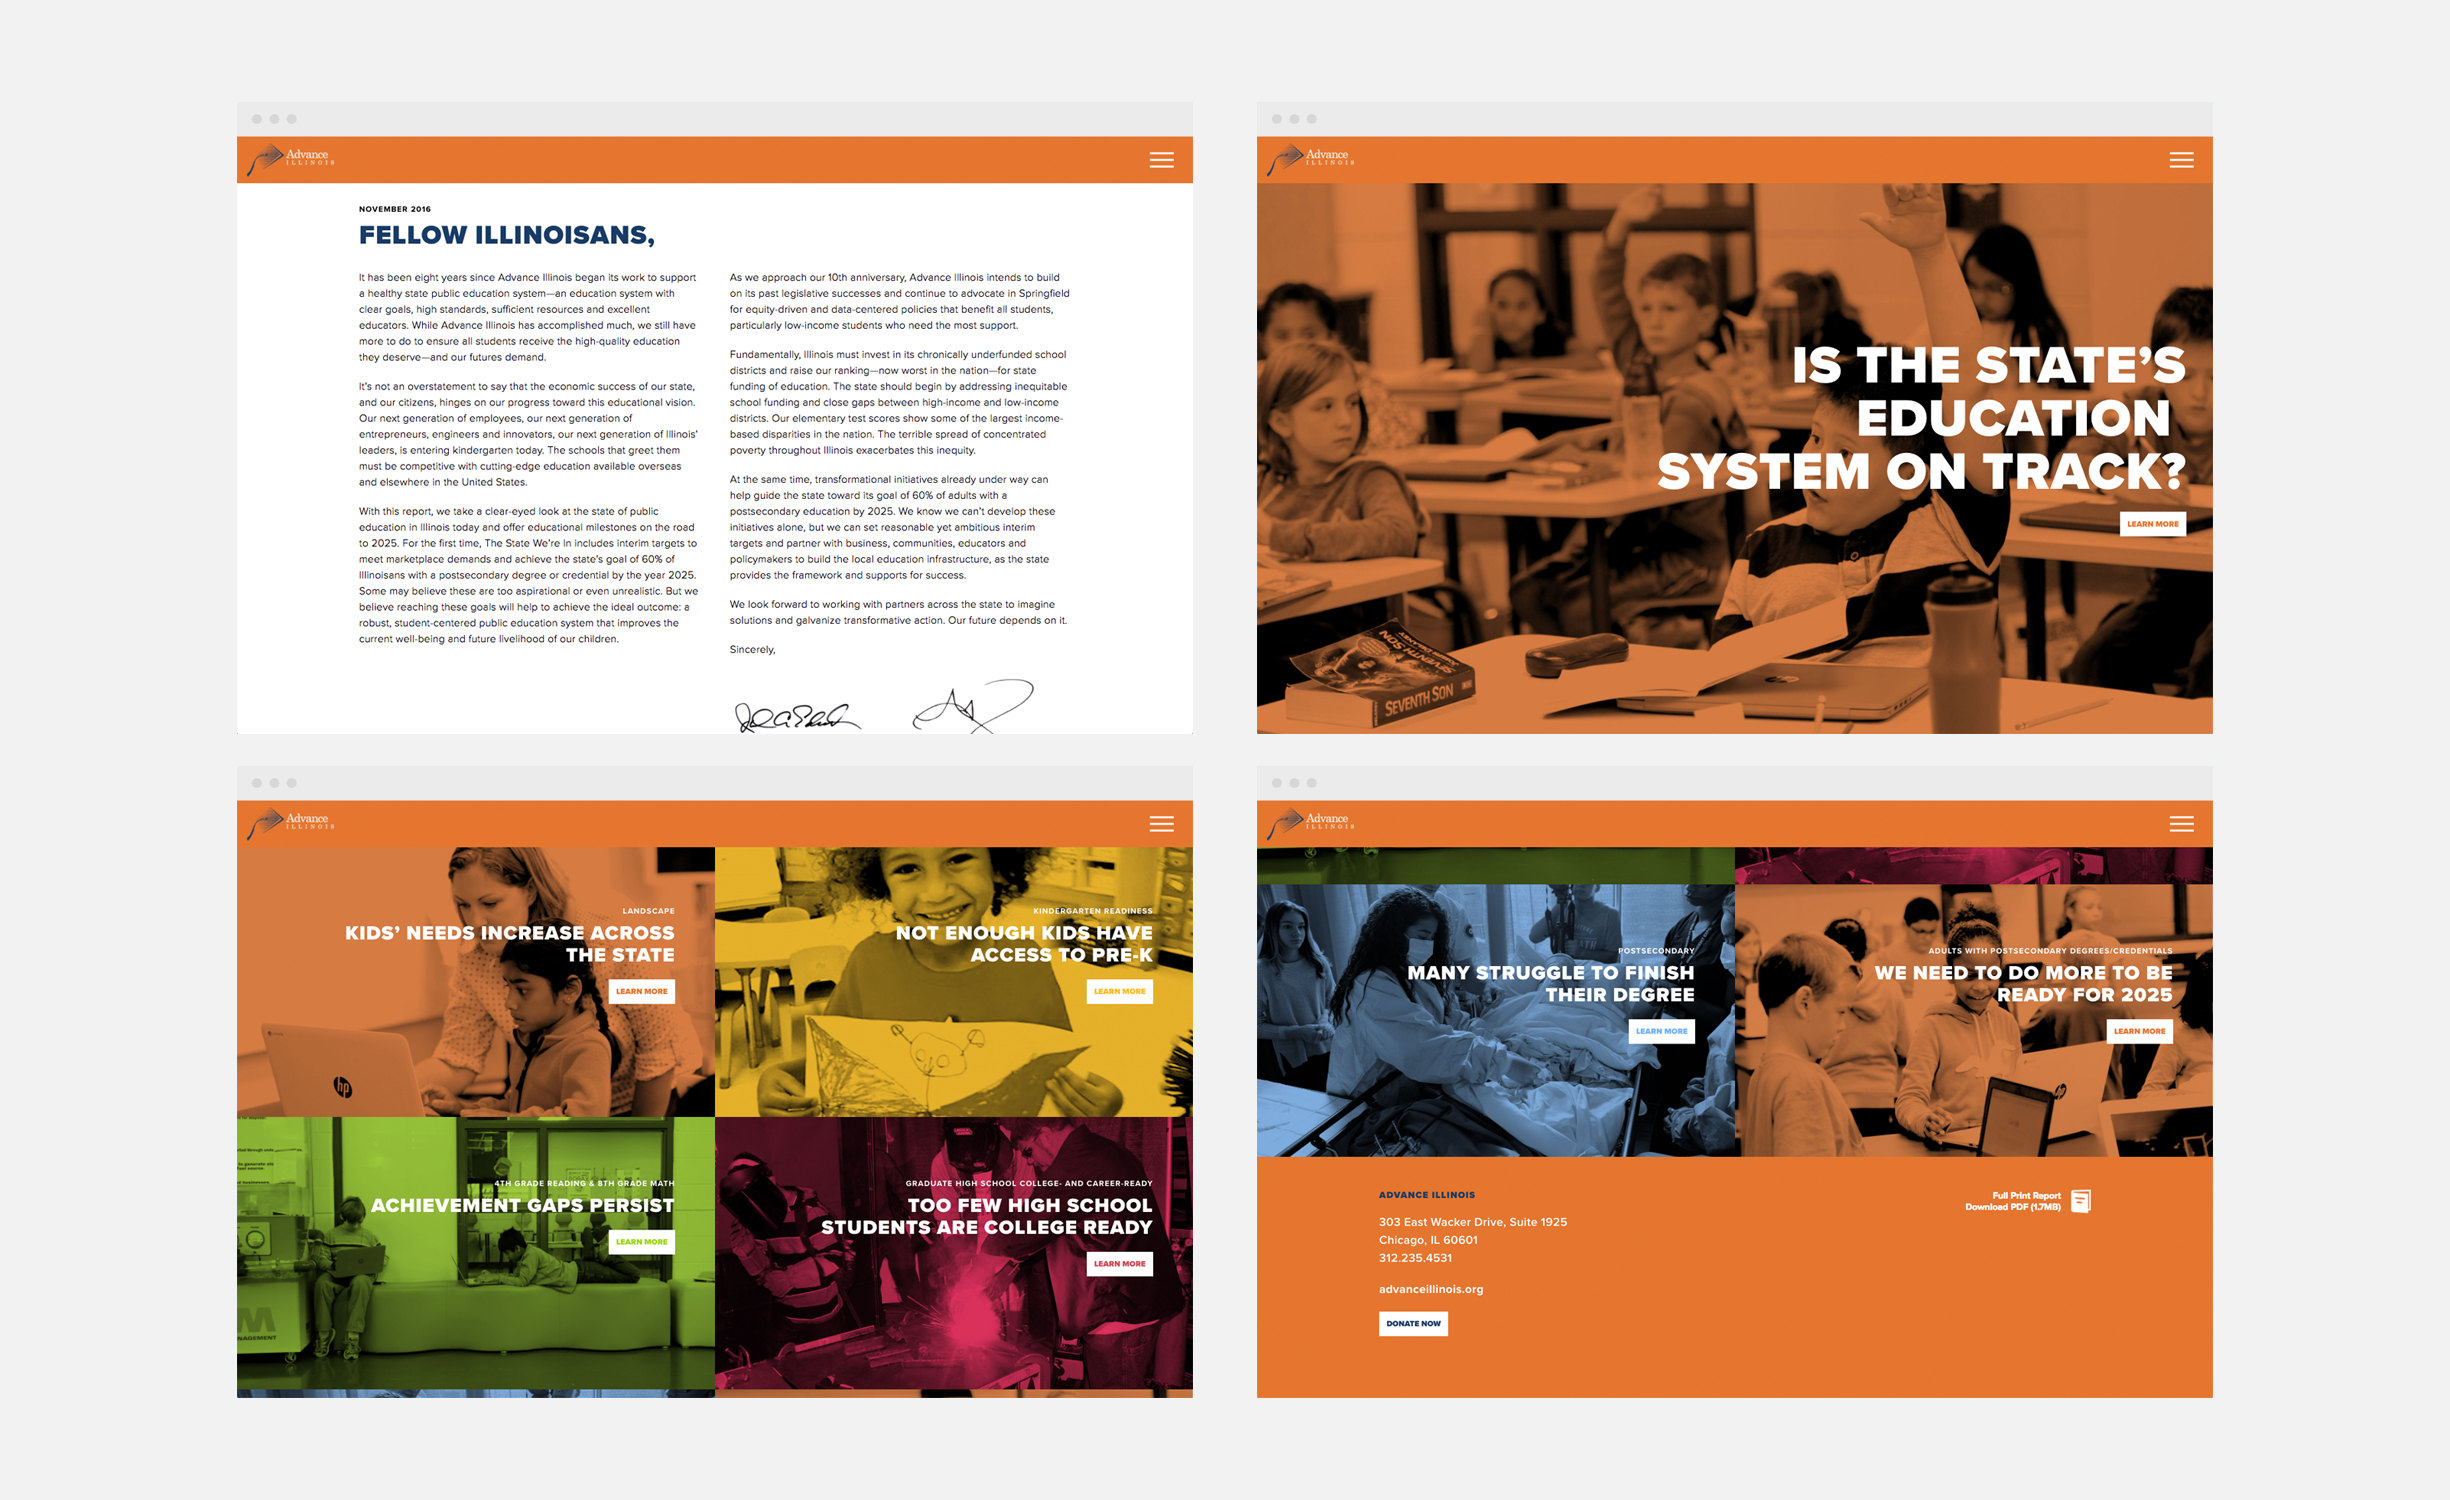 Advance
ILLINOIS
NOVEMBER 2016
FELLOW ILLINOISANS,
It has been eight years since Advance Illinois began its work to support
a healthy state public education system—an education system with
clear goals, high standards, sufficient resources and excellent
educators. While Advance Illinois has accomplished much, we still have
more to do to ensure all students receive the high-quality education
they deserve—and our futures demand.
It's not an overstatement to say that the economic success of our state,
and our citizens, hinges on our progress toward this educational vision.
Our next generation of employees, our next generation of
entrepreneurs, engineers and innovators, our next generation of Illinois'
leaders, is entering kindergarten today. The schools that greet them
must be competitive with cutting-edge education available overseas
and elsewhere in the United States.
With this report, we take a clear-eyed look at the state of public
education in Illinois today and offer educational milestones on the road
to 2025. For the first time, The State We're In includes interim targets to
meet marketplace demands and achieve the state's goal of 60% of
Illinoisans with a postsecondary degree or credential by the year 2025.
Some may believe these are too aspirational or even unrealistic. But we
believe reaching these goals will help to achieve the ideal outcome: a
robust, student-centered public education system that improves the
current well-being and future livelihood of our children.
As we approach our 10th anniversary, Advance Illinois intends to build
on its past legislative successes and continue to advocate in Springfield
for equity-driven and data-centered policies that benefit all students,
particularly low-income students who need the most support.
Fundamentally, Illinois must invest in its chronically underfunded school
districts and raise our ranking—now worst in the nation—for state
funding of education. The state should begin by addressing inequitable
school funding and close gaps between high-income and low-income
districts. Our elementary test scores show some of the largest income-
based disparities in the nation. The terrible spread of concentrated
poverty throughout Illinois exacerbates this inequity.
At the same time, transformational initiatives already under way can
help guide the state toward its goal of 60% of adults with a
postsecondary education by 2025. We know we can't develop these
initiatives alone, but we can set reasonable yet ambitious interim
targets and partner with business, communities, educators and
policymakers to build the local education infrastructure, as the state
provides the framework and supports for success.
We look forward to working with partners across the state to imagine
solutions and galvanize transformative action. Our future depends on it.
Sincerely,
Advance
ILLINOIS
IS THE STATE'S
EDUCATION
SYSTEM ON TRACK?
LEARN MORE
SEVENTH SON
SEVENTH SON
hp
Advance
ILLINOIS
LANDSCAPE
KIDS' NEEDS INCREASE ACROSS
THE STATE
LEARN MORE
hp
KINDERGARTEN READINESS
NOT ENOUGH KIDS HAVE
ACCESS TO PRE-K
LEARN MORE
4TH GRADE READING & 8TH GRADE MATH
ACHIEVEMENT GAPS PERSIST
LEARN MORE
M
NAGEMENT
GRADUATE HIGH SCHOOL COLLEGE- AND CAREER-READY
TOO FEW HIGH SCHOOL
STUDENTS ARE COLLEGE READY
LEARN MORE
Advance
ILLINOIS
POSTSECONDARY
MANY STRUGGLE TO FINISH
THEIR DEGREE
LEARN MORE
ADULTS WITH POSTSECONDARY DEGREES/CREDENTIALS
WE NEED TO DO MORE TO BE
READY FOR 2025
LEARN MORE
hp
ADVANCE ILLINOIS
303 East Wacker Drive, Suite 1925
Chicago, IL 60601
312.235.4531
advanceillinois.org
DONATE NOW
Full Print Report
Download PDF (1.7MB)